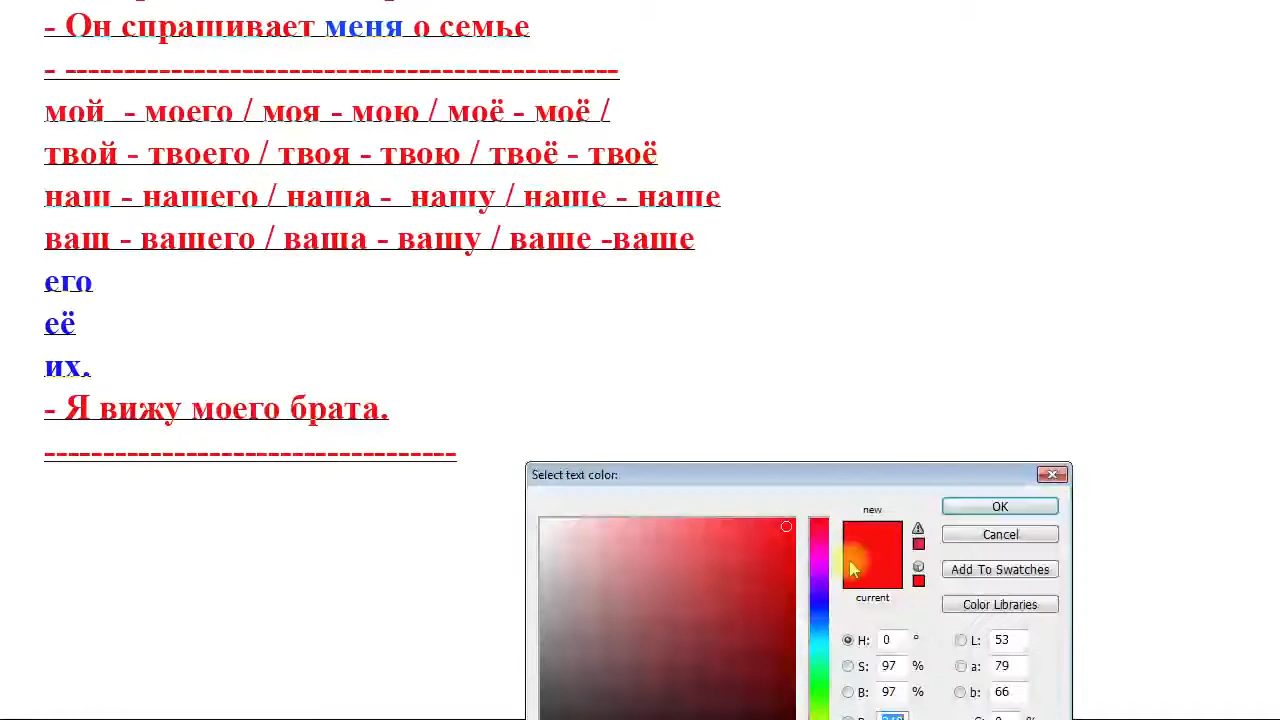 - Он спрашивает меня о семье
- -----------------------------------------------
мой - моего / моя - мою / моё - моё /
твой - твоего / твоя - твою / твоё - твоё
наш - нашего / наша - нашу / наше - наше
ваш - вашего / ваша - вашу / ваше -ваше
его
её
их.
- Я вижу моего брата.
-----------------------------------
Select text color:
new
OK
Cancel
Add To Swatches
current
Color Libraries
H: 0 °
L: 53
S: 97 %
a: 79
B: 97 %
b: 66